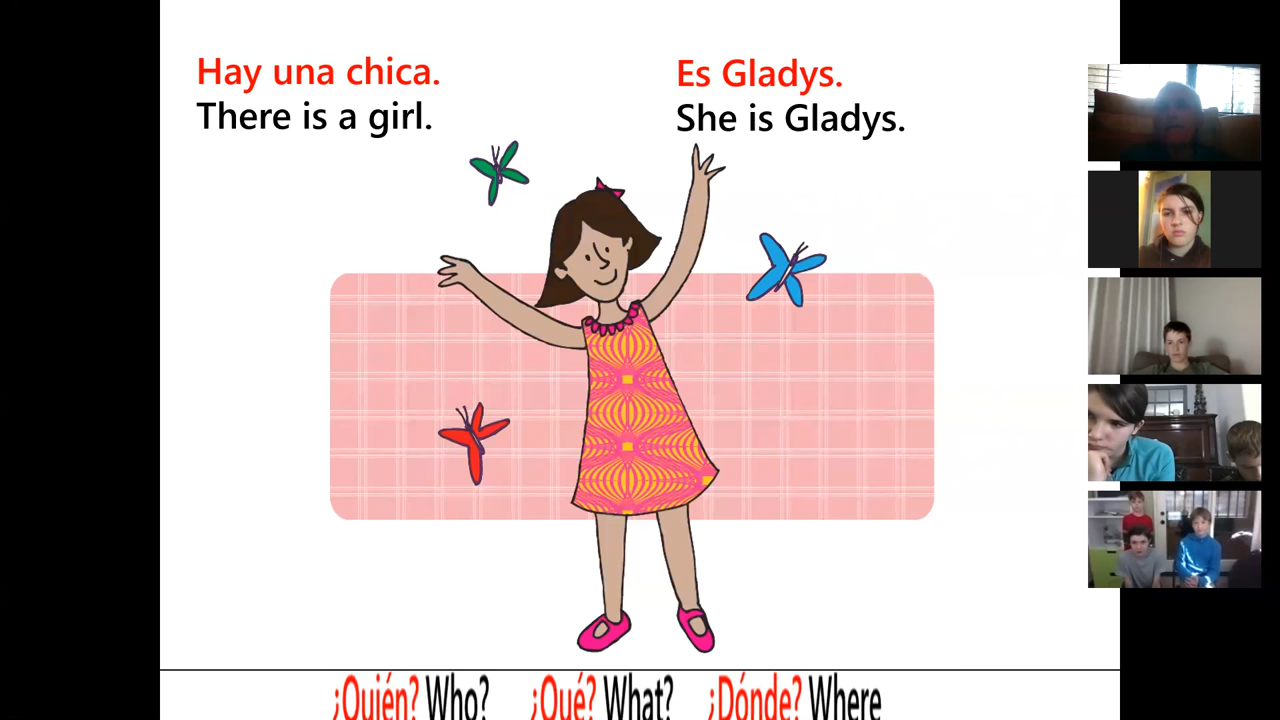 Hay una chica.
There is a girl.
Es Gladys.
She is Gladys.
¿Quién? Who? ¿Qué? What? ¿Dónde? Where